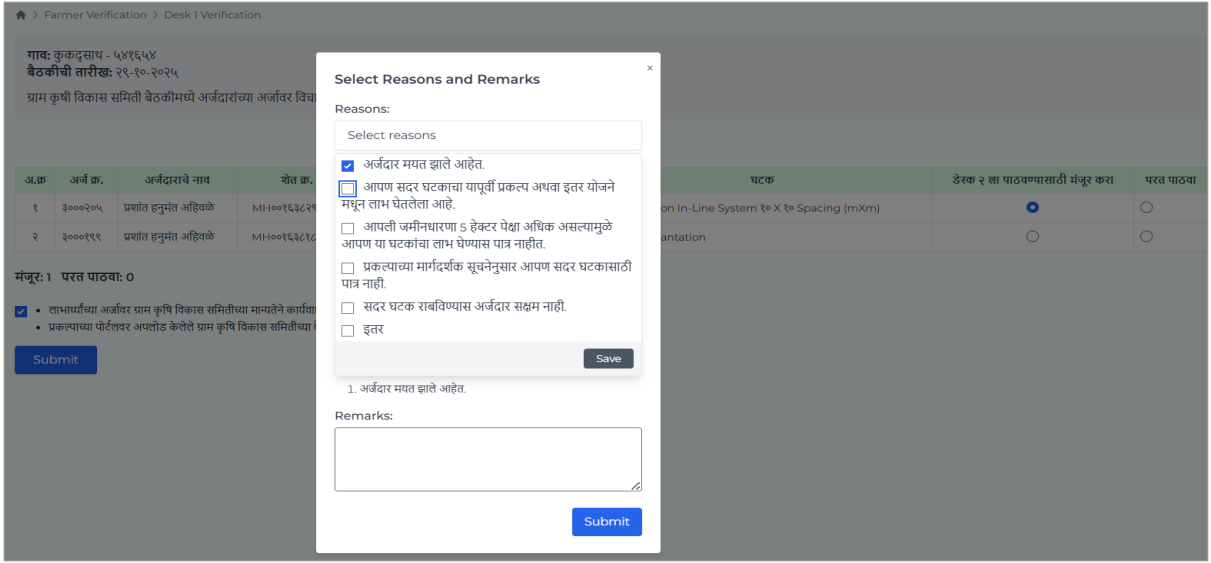 > Farmer Verification > Desk 1 Verification
गाव: कुकदसाथ - ५४१६५४
बैठकीची तारीख: २९-१०-२०२५
ग्राम कृषी विकास समिती बैठकीमध्ये अर्जदारांच्या अर्जावर
अ.क्र अर्ज क्र. अर्जदाराचे नाव शेत क्र. घटक डेस्क २ ला पाठवण्यासाठी मंजूर करा परत पाठवा
१ ३०००२०५ प्रशांत हनुमंत अहिवळे MH००१६३८२९ on In-Line System १० X १० Spacing (mXm)
२ ३०००१९९ प्रशांत हनुमंत अहिवळे MH००१६३८१८ antation
मंजूर: 1 परत पाठवा: 0
• लाभार्थ्यांच्या अर्जावर ग्राम कृषि विकास समितीच्या मान्यतेने
• प्रकल्पाच्या पोर्टलवर अपलोड केलेले ग्राम कृषि विकास समितीच्या
Submit
×
Select Reasons and Remarks
Reasons:
Select reasons
अर्जदार मयत झाले आहेत.
आपण सदर घटकाचा यापूर्वी प्रकल्प अथवा इतर योजने
मधून लाभ घेतलेला आहे.
आपली जमीनधारणा 5 हेक्टर पेक्षा अधिक असल्यामुळे
आपण या घटकांचा लाभ घेण्यास पात्र नाहीत.
प्रकल्पाच्या मार्गदर्शक सूचनेनुसार आपण सदर घटकासाठी
पात्र नाही.
सदर घटक राबविण्यास अर्जदार सक्षम नाही.
इतर
Save
1. अर्जदार मयत झाले आहेत.
Remarks:
Submit